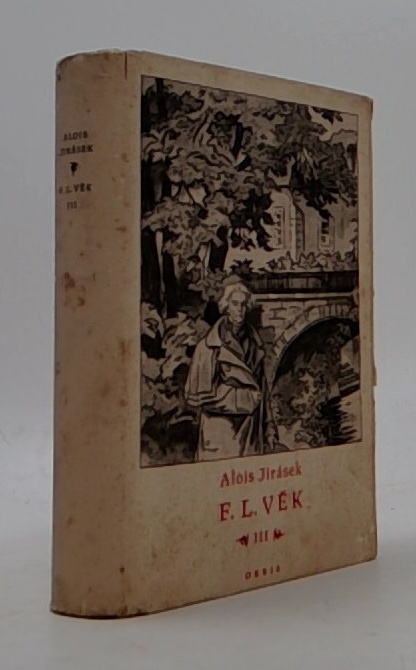 ALOIS
JIRÁSEK
F. L. VĚK
III
Alois Jirásek
F. L. VĚK
III
ORBIS